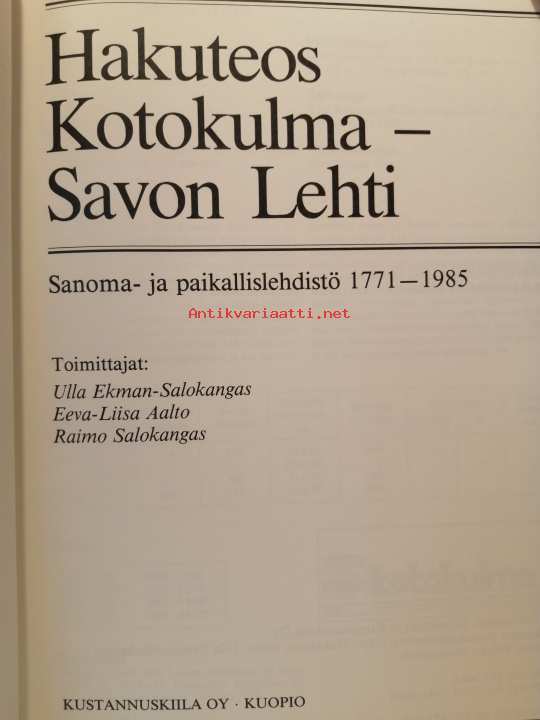 Hakuteos
Kotokulma –
Savon Lehti
Sanoma- ja paikallislehdistö 1771—1985
Antikvariaatti.net
Toimittajat:
Ulla Ekman-Salokangas
Eeva-Liisa Aalto
Raimo Salokangas
KUSTANNUSKIILA OY · KUOPIO